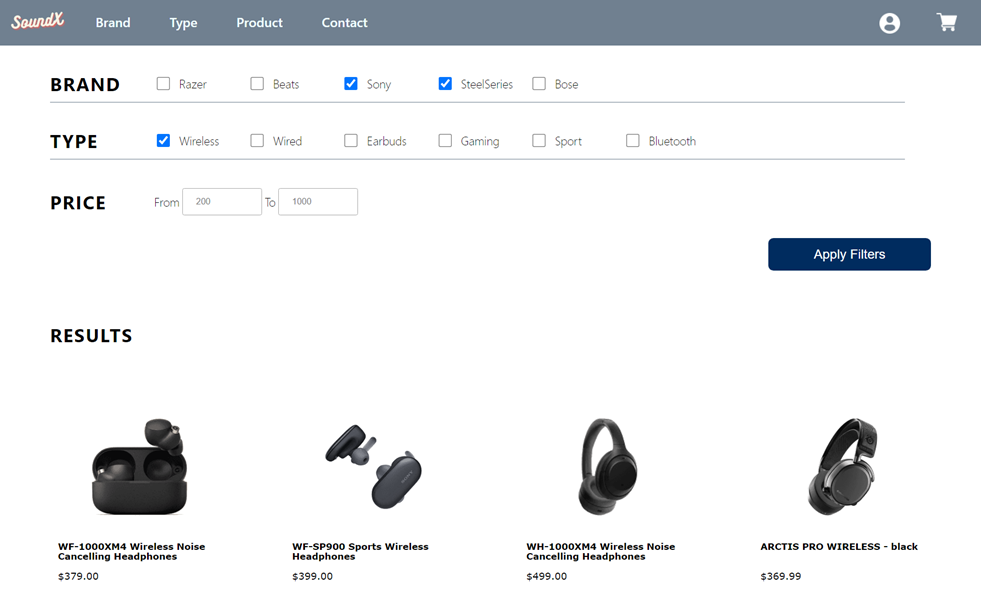 SoundX Brand Type Product Contact
BRAND Razer Beats Sony SteelSeries Bose
TYPE Wireless Wired Earbuds Gaming Sport Bluetooth
PRICE From 200 To 1000
Apply Filters
RESULTS
WF-1000XM4 Wireless Noise
Cancelling Headphones
$379.00
WF-SP900 Sports Wireless
Headphones
$399.00
WH-1000XM4 Wireless Noise
Cancelling Headphones
$499.00
ARCTIS PRO WIRELESS - black
$369.99